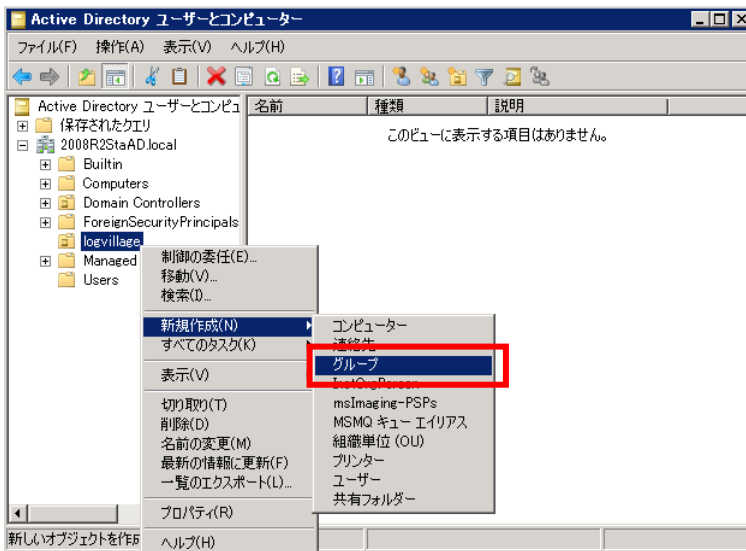 Active Directory ユーザーとコンピューター
ファイル(F) 操作(A) 表示(V) ヘルプ(H)
Active Directory ユーザーとコンピュ
名前 種類 説明
保存されたクエリ
このビューに表示する項目はありません。
2008R2StaAD.local
Builtin
Computers
Domain Controllers
ForeignSecurityPrincipals
logvillage
Managed
Users
制御の委任(E)...
移動(V)...
検索(I)...
新規作成(N)
すべてのタスク(K)
表示(V)
切り取り(T)
削除(D)
名前の変更(M)
最新の情報に更新(F)
一覧のエクスポート(L)...
プロパティ(R)
ヘルプ(H)
コンピューター
連絡先
グループ
InetOrgPerson
msImaging-PSPs
MSMQ キュー エイリアス
組織単位 (OU)
プリンター
ユーザー
共有フォルダー
新しいオブジェクトを作成